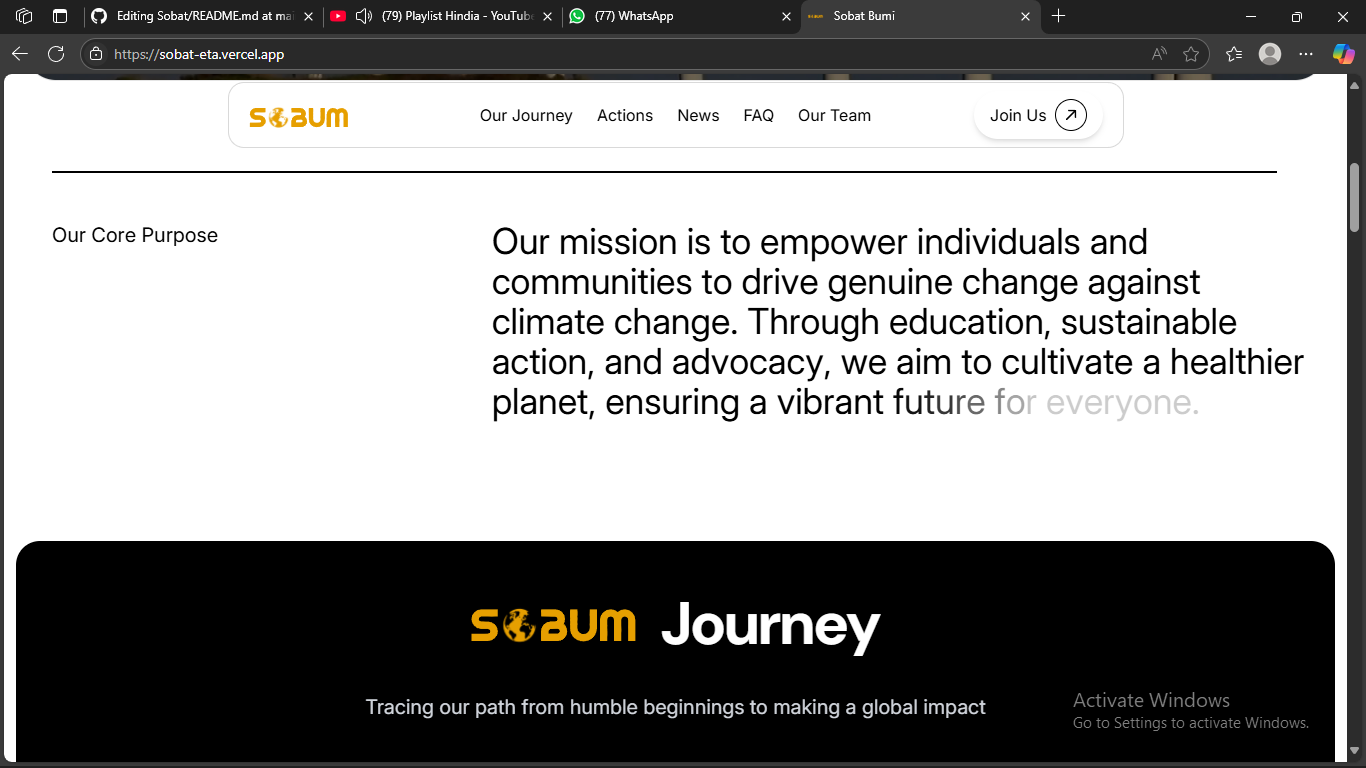 Editing Sobat/README.md at mai
(79) Playlist Hindia - YouTube
(77) WhatsApp
Sobat Bumi
https://sobat-eta.vercel.app
SOBUM
Our Journey
Actions
News
FAQ
Our Team
Join Us
Our Core Purpose
Our mission is to empower individuals and
communities to drive genuine change against
climate change. Through education, sustainable
action, and advocacy, we aim to cultivate a healthier
planet, ensuring a vibrant future for everyone.
SOBUM Journey
Tracing our path from humble beginnings to making a global impact
Activate Windows
Go to Settings to activate Windows.